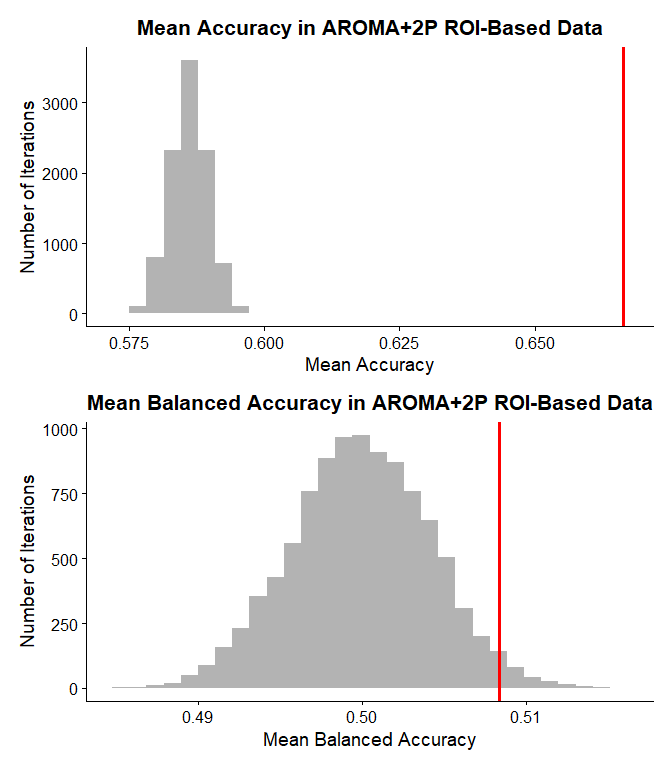 Mean Accuracy in AROMA+2P ROI-Based Data
Number of Iterations
3000
2000
1000
0
0.575 0.600 0.625 0.650
Mean Accuracy
Mean Balanced Accuracy in AROMA+2P ROI-Based Data
Number of Iterations
1000
750
500
250
0
0.49 0.50 0.51
Mean Balanced Accuracy